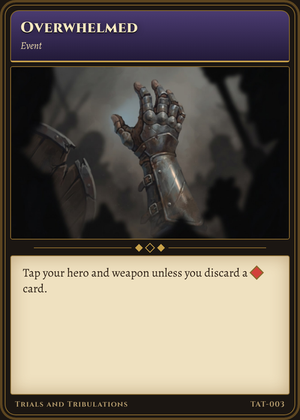 Overwhelmed
Event
Tap your hero and weapon unless you discard a
card.
Trials and Tribulations
TAT-003